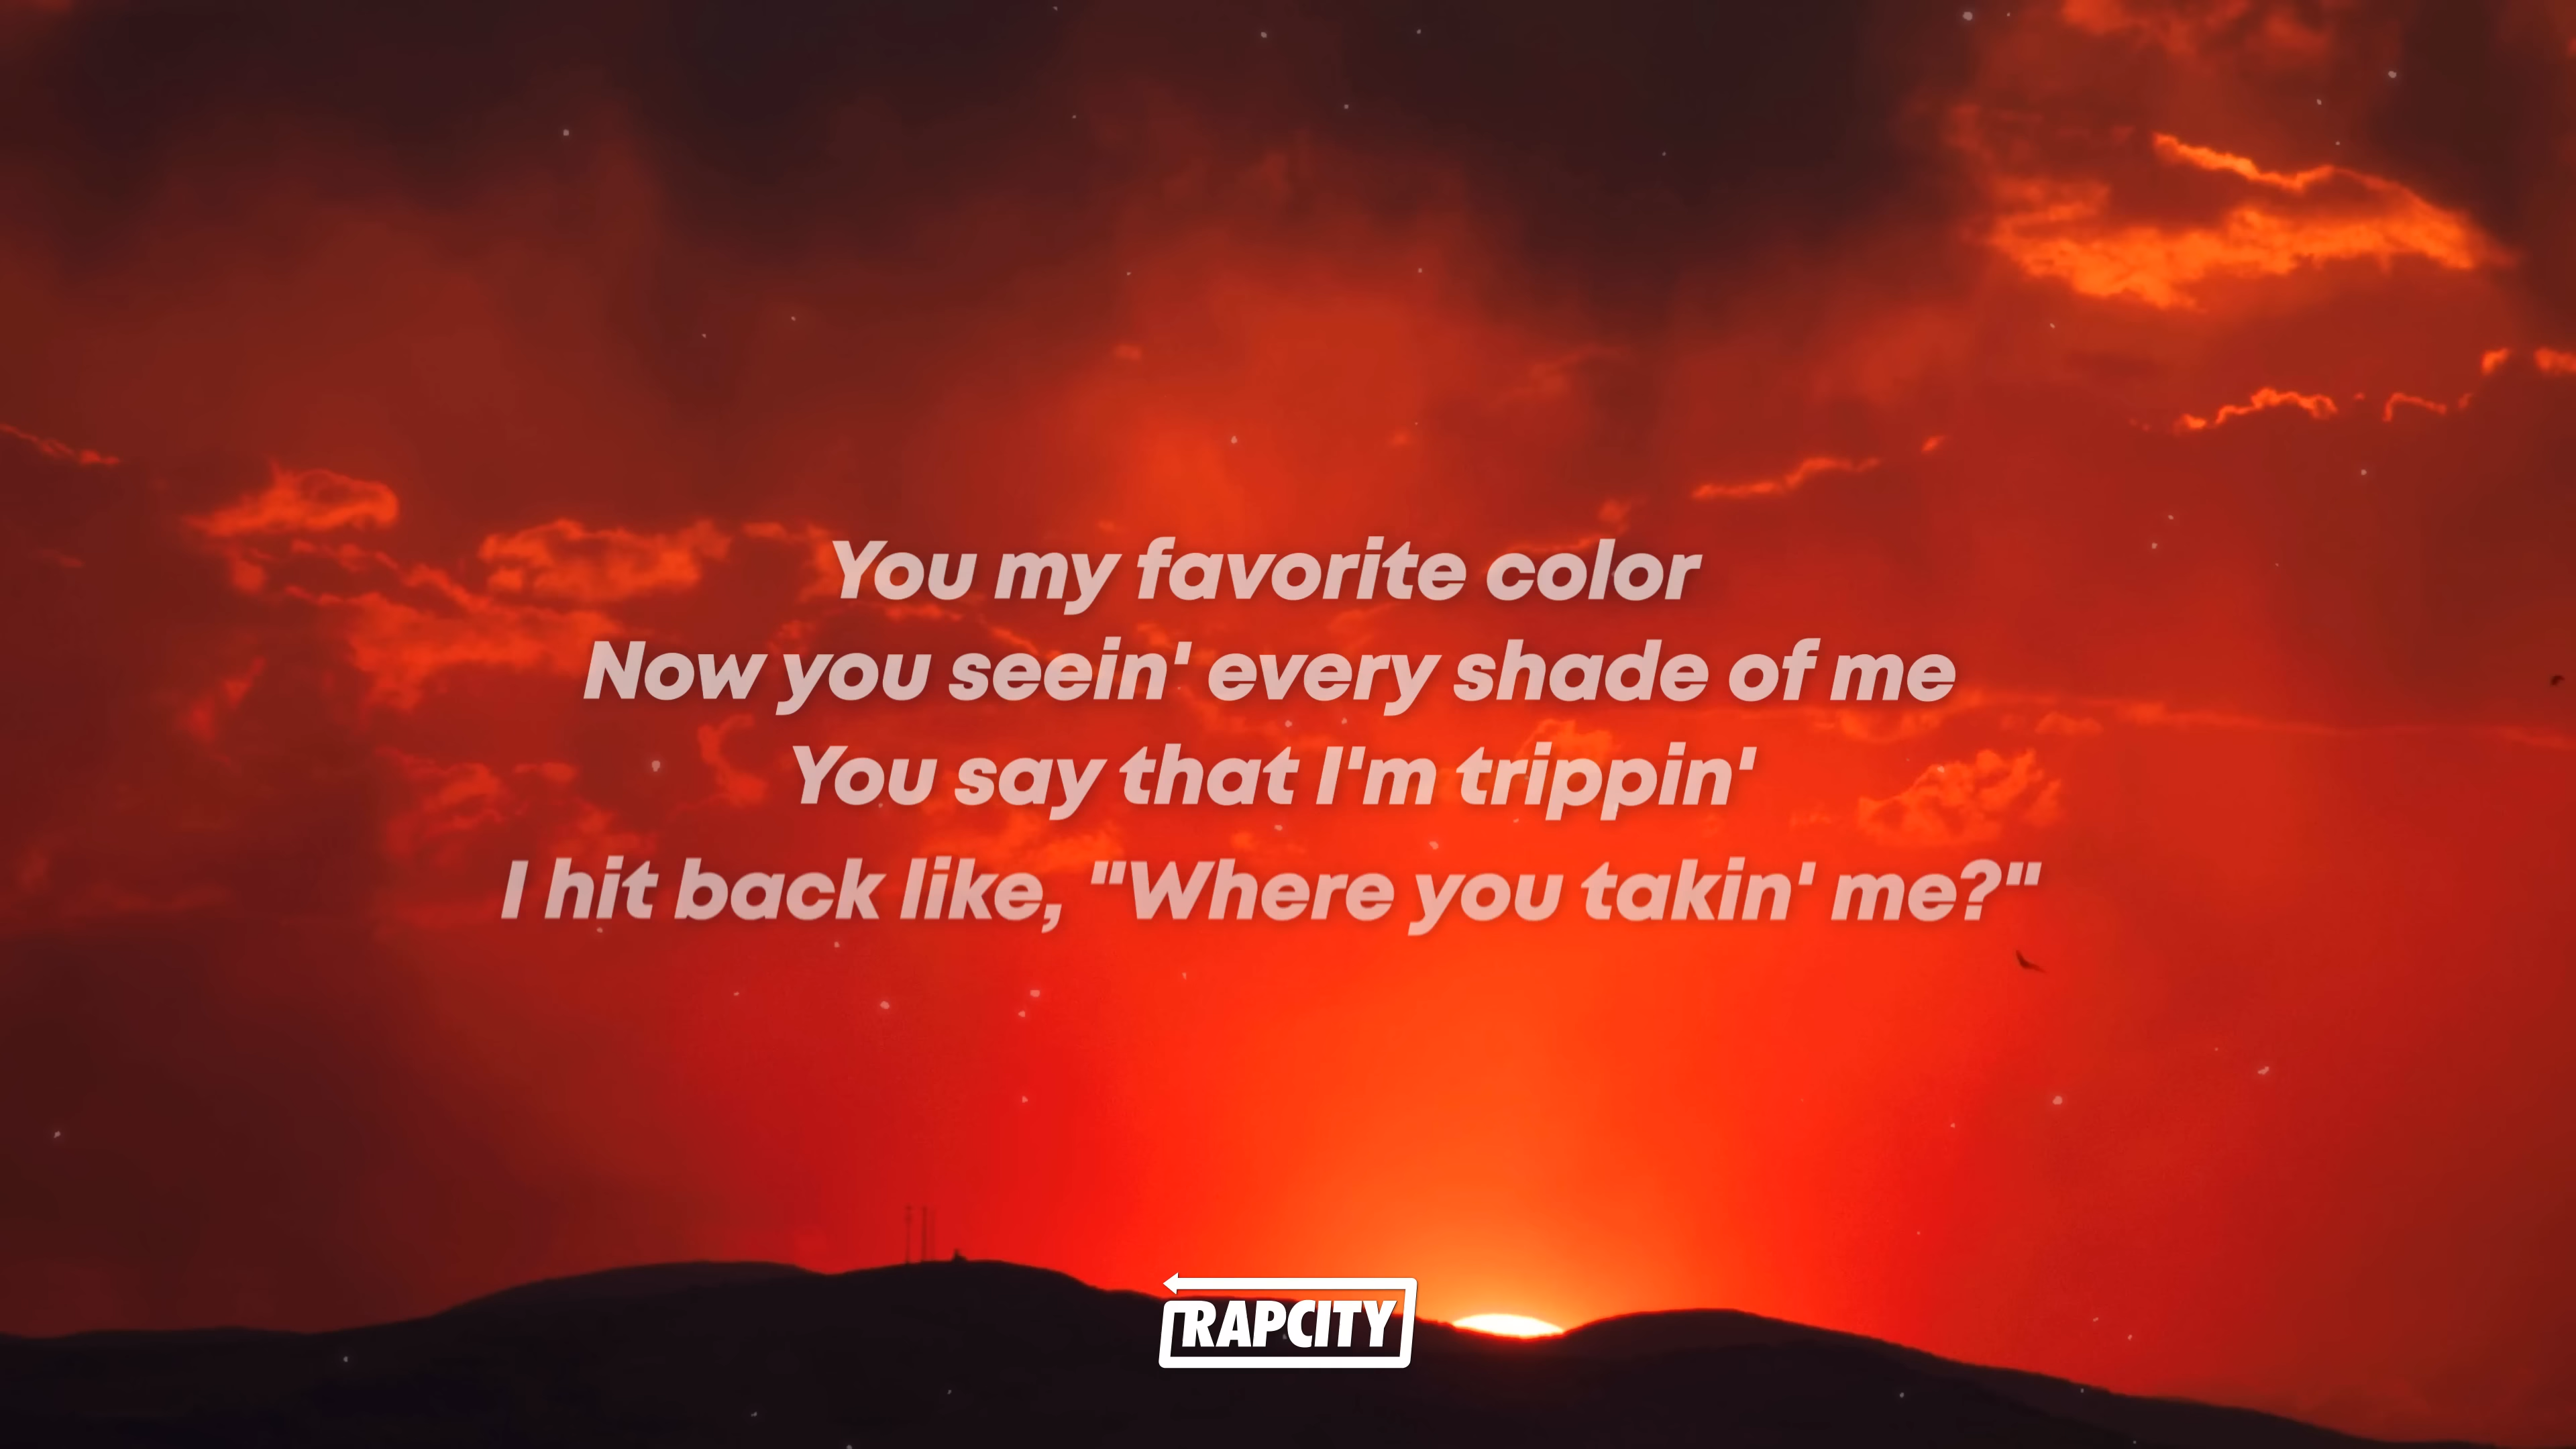 You my favorite color
Now you seein' every shade of me
You say that I'm trippin'
I hit back like, "Where you takin' me?"
RAPCITY